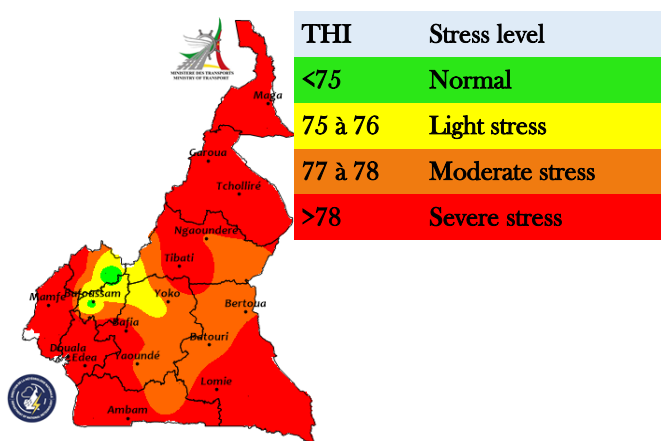 THI Stress level
<75 Normal
75 à 76 Light stress
77 à 78 Moderate stress
>78 Severe stress
MINISTERE DES TRANSPORTS
MINISTRY OF TRANSPORT
Maga
Garoua
Tcholliré
Ngaoundere
Tibati
Mamfe
Bafoussam
Yoko
Bertoua
Bafia
Batouri
Douala
Edea
Yaoundé
Lomie
Ambam